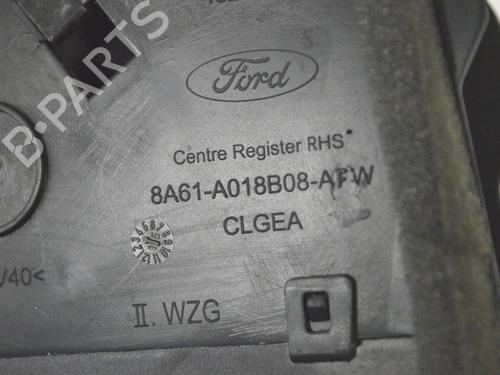 Ford
Centre Register RHS
8A61-A018B08-AFW
CLGEA
/40<
II. WZG
B-PARTS